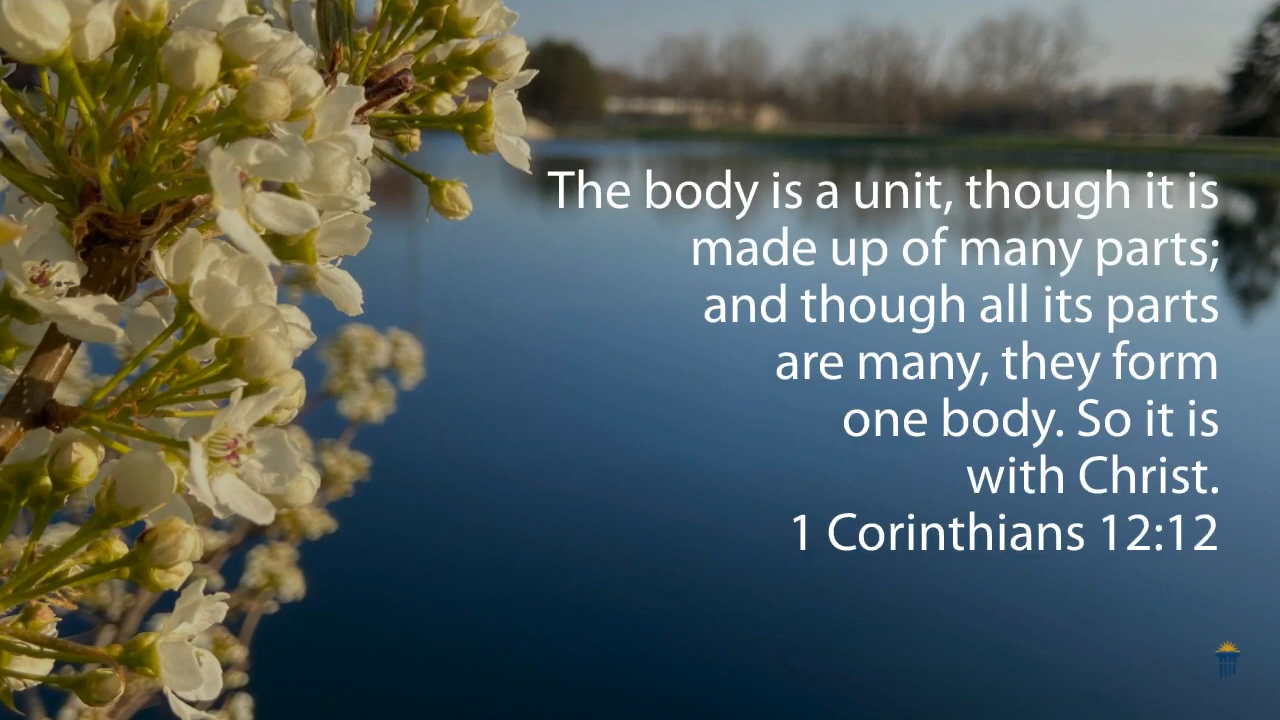 The body is a unit, though it is
made up of many parts;
and though all its parts
are many, they form
one body. So it is
with Christ.
1 Corinthians 12:12